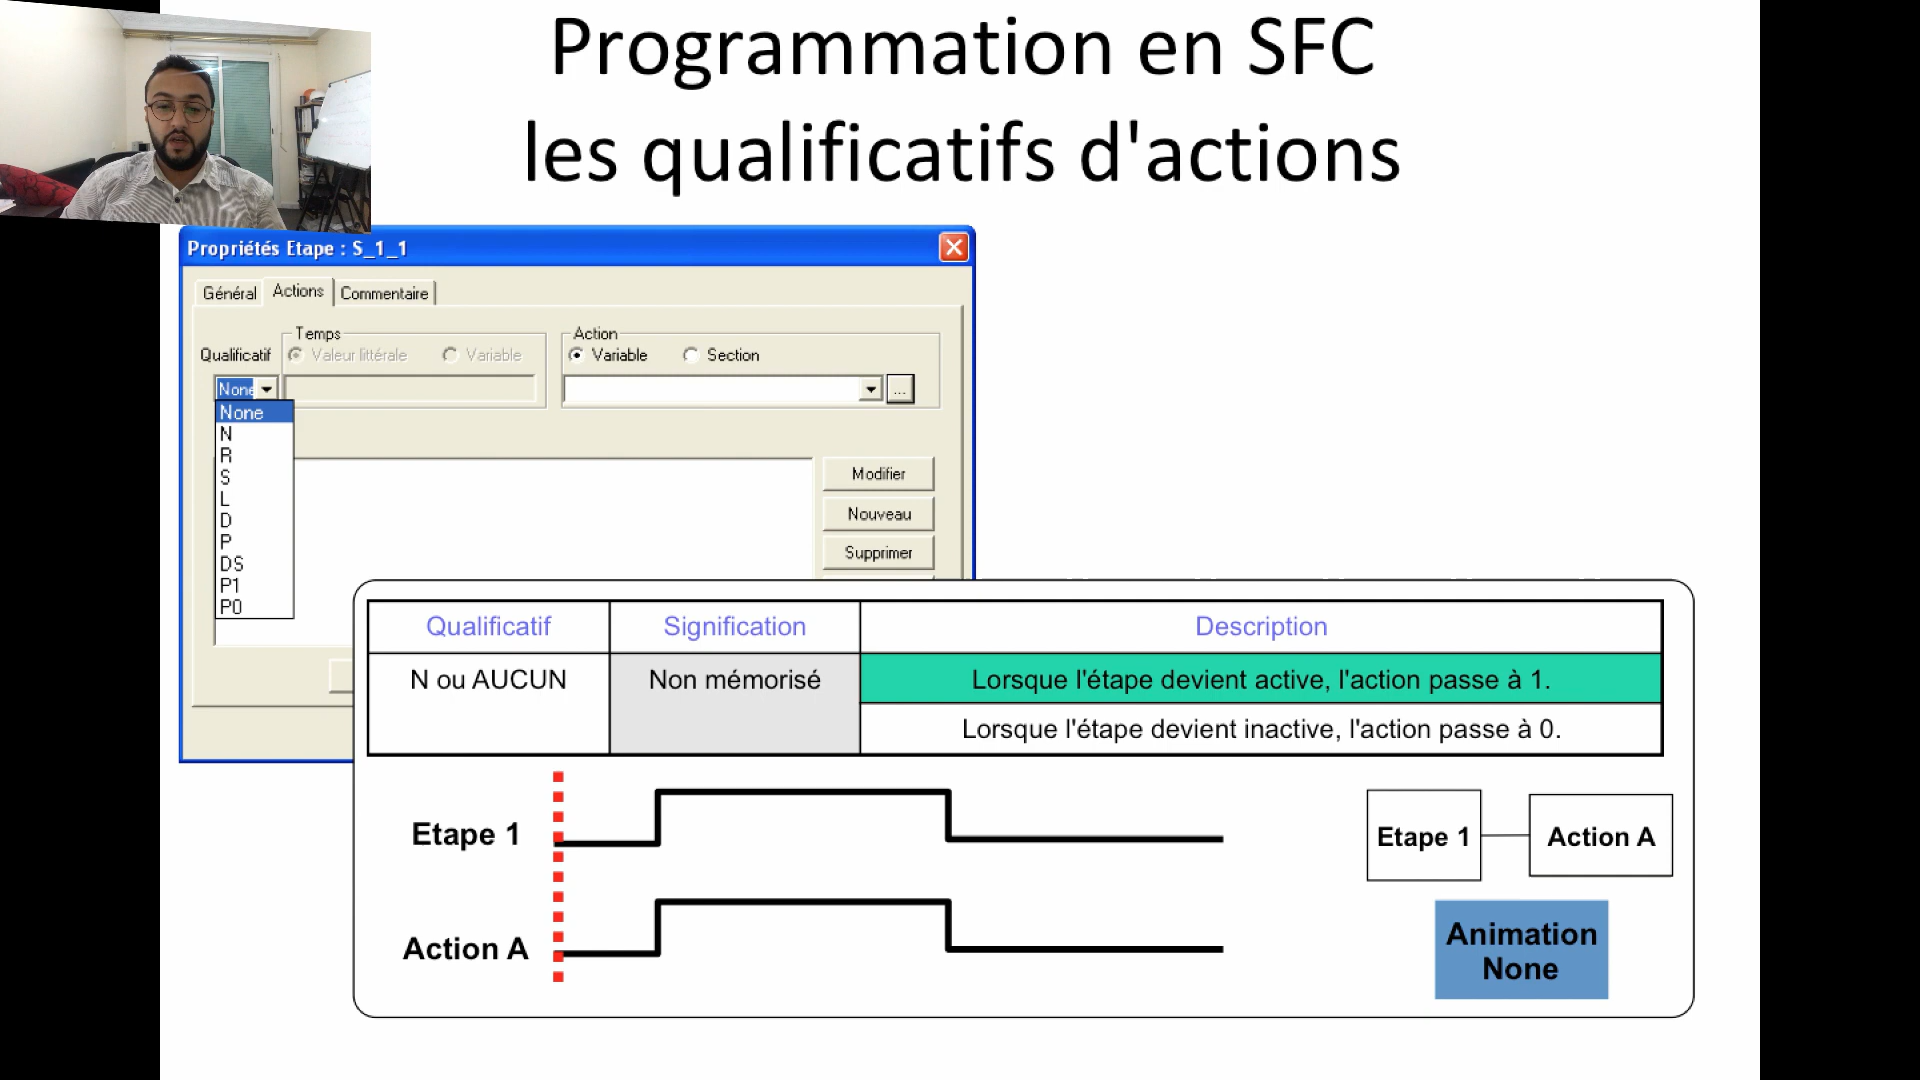 Programmation en SFC
les qualificatifs d'actions
Propriétés Etape : S_1_1
Général Actions Commentaire
Temps
Action
Qualificatif
Valeur littérale Variable
Variable Section
None
...
None
N
R
S
L
D
P
DS
P1
P0
Modifier
Nouveau
Supprimer
Qualificatif Signification Description
N ou AUCUN Non mémorisé Lorsque l'étape devient active, l'action passe à 1.
Lorsque l'étape devient inactive, l'action passe à 0.
Etape 1
Action A
Etape 1 Action A
Animation
None